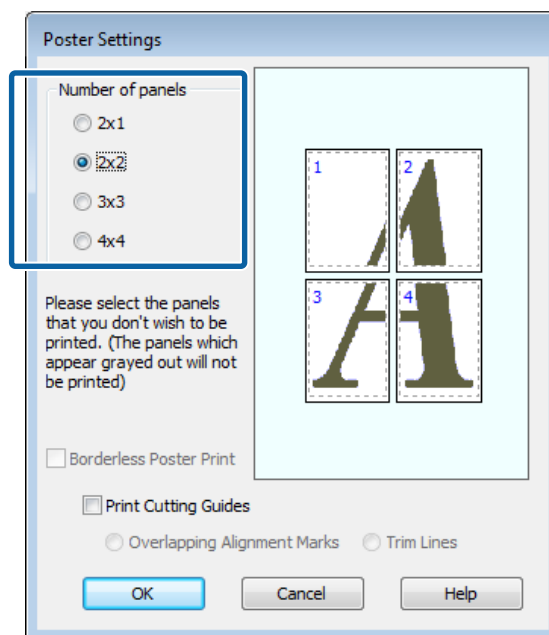 Poster Settings
Number of panels
2x1
2x2
3x3
4x4
1 2
3 4
Please select the panels
that you don't wish to be
printed. (The panels which
appear grayed out will not
be printed)
Borderless Poster Print
Print Cutting Guides
Overlapping Alignment Marks Trim Lines
OK Cancel Help